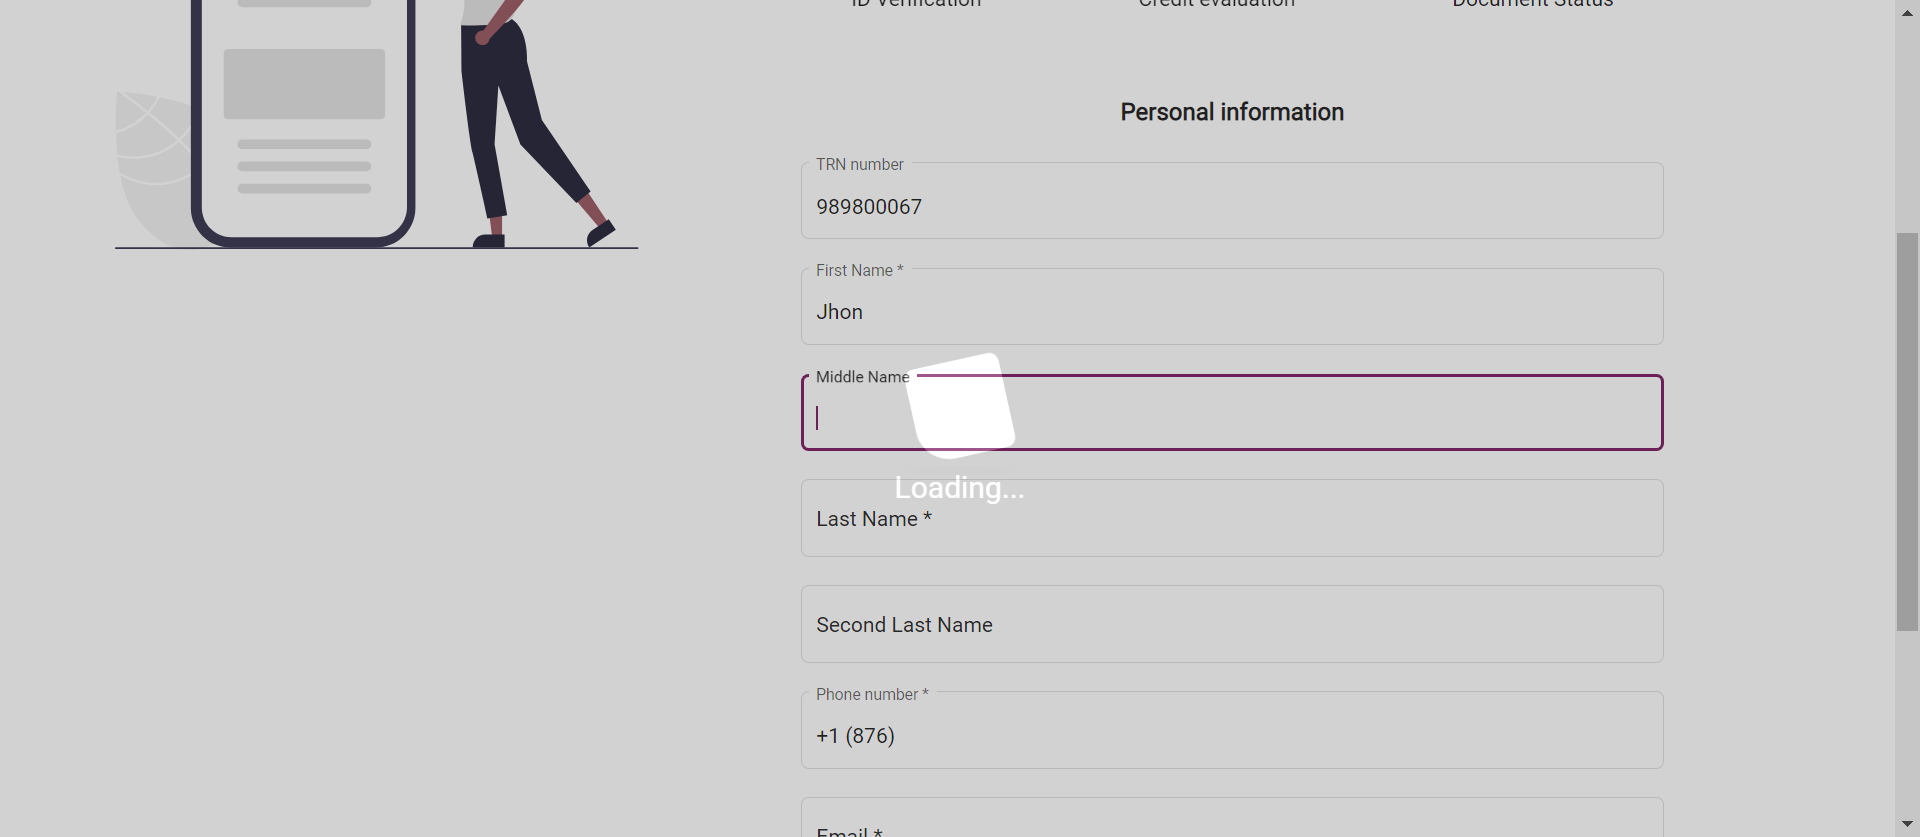 ID Verification
Credit evaluation
Document Status
Personal information
TRN number
989800067
First Name *
Jhon
Middle Name
Loading...
Last Name *
Second Last Name
Phone number *
+1 (876)
Email *